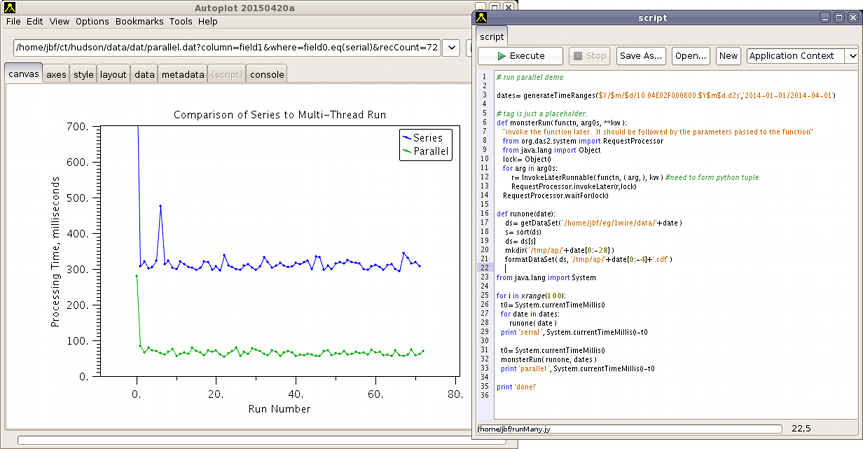 Autoplot 20150420a
File Edit View Options Bookmarks Tools Help
/home/jbf/ct/hudson/data/dat/parallel.dat?column=field1&where=field0.eq(serial)&recCount=72
canvas axes style layout data metadata (script) console
Comparison of Series to Multi-Thread Run
Series
Parallel
Processing Time, milliseconds
700.
600.
500.
400.
300.
200.
100.
0.
0. 20. 40. 60. 80.
Run Number
script
script
Execute Stop Save As... Open... New Application Context
1 # run parallel demo
2
3 dates= generateTimeRanges('$Y/$m/$d/10.04E02F000800.$Y$m$d.d2s','2014-01-01/2014-04-01')
4
5 # tag is just a placeholder.
6 def monsterRun( functn, arg0s, **kw ):
7 "invoke the function later. It should be followed by the parameters passed to the function"
8 from org.das2.system import RequestProcessor
9 from java.lang import Object
10 lock= Object()
11 for arg in arg0s:
12 r= InvokeLaterRunnable( functn, ( arg, ), kw ) #need to form python tuple
13 RequestProcessor.invokeLater(r,lock)
14 RequestProcessor.waitFor(lock)
15
16 def runone(date):
17 ds= getDataSet( '/home/jbf/eg/1wire/data/'+date )
18 s= sort(ds)
19 ds= ds[s]
20 mkdir( '/tmp/ap/'+date[0:-28] )
21 formatDataSet( ds, '/tmp/ap/'+date[0:-4]+'.cdf' )
22
23 from java.lang import System
24
25 for i in xrange(100):
26 t0= System.currentTimeMillis()
27 for date in dates:
28 runone( date )
29 print 'serial', System.currentTimeMillis()-t0
30
31 t0= System.currentTimeMillis()
32 monsterRun( runone, dates )
33 print 'parallel', System.currentTimeMillis()-t0
34
35 print 'done!'
36
/home/jbf/runMany.jy 22,5